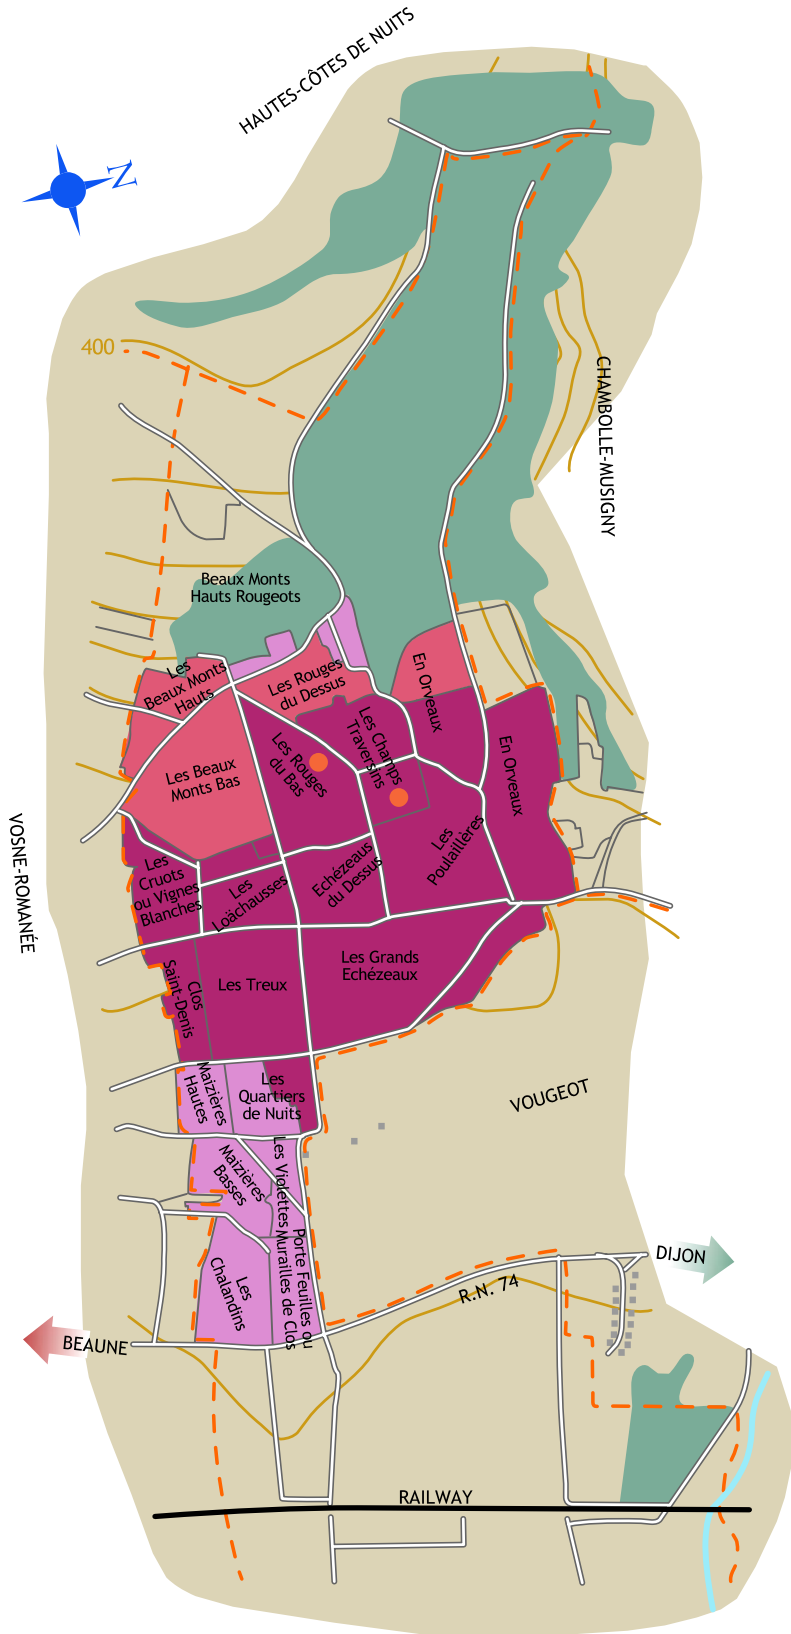 HAUTES-CÔTES DE NUITS
N
400
CHAMBOLLE-MUSIGNY
Beaux Monts
Hauts Rougeots
Les
Beaux Monts
Hauts
Les Rouges
du Dessus
En Orveaux
Les Champs
Traversins
Les Rouges
du Bas
En Orveaux
Les Beaux
Monts Bas
Les
Poulaillères
VOSNE-ROMANÉE
Les
Cruots
ou Vignes
Blanches
Les
Loächausses
Echézeaus
du Dessus
Les Grands
Echézeaux
Clos
Saint-Denis
Les Treux
Maizières
Hautes
Les
Quartiers
de Nuits
VOUGEOT
Maizières
Basses
Les Violettes
Les
Chalandins
Porte Feuilles ou
Murailles de Clos
DIJON
R.N. 74
BEAUNE
RAILWAY